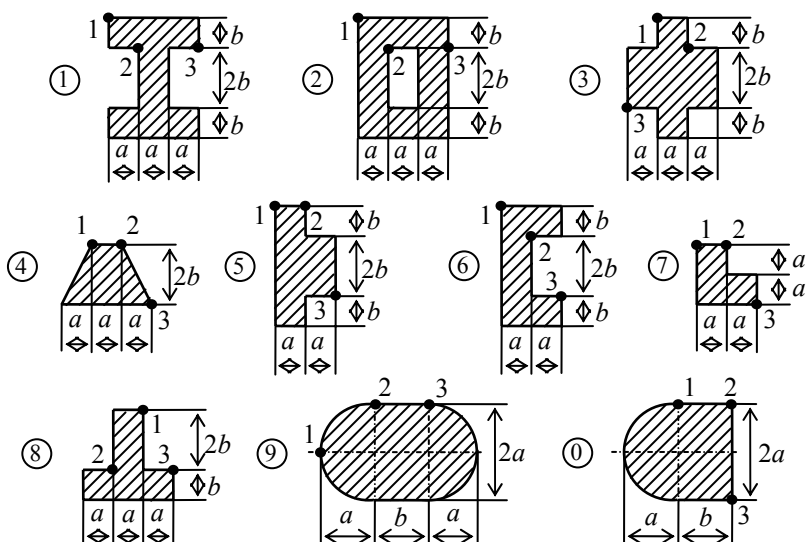 1 b 1 b 1 b
2 3 2 3 2
① 2b ② 2b ③ 2b
b b 3 b
a a a a a a a a a
1 2 1 2 b 1 b 1 2
④ 2b ⑤ 2b ⑥ 2 2b ⑦ a
3 3 b 3 b a 3
a a a a a a a a a
1 2 3 1 2
⑧ 2 3 2b ⑨ 1 2a ⓪ 2a
b 3
a a a a b a a b